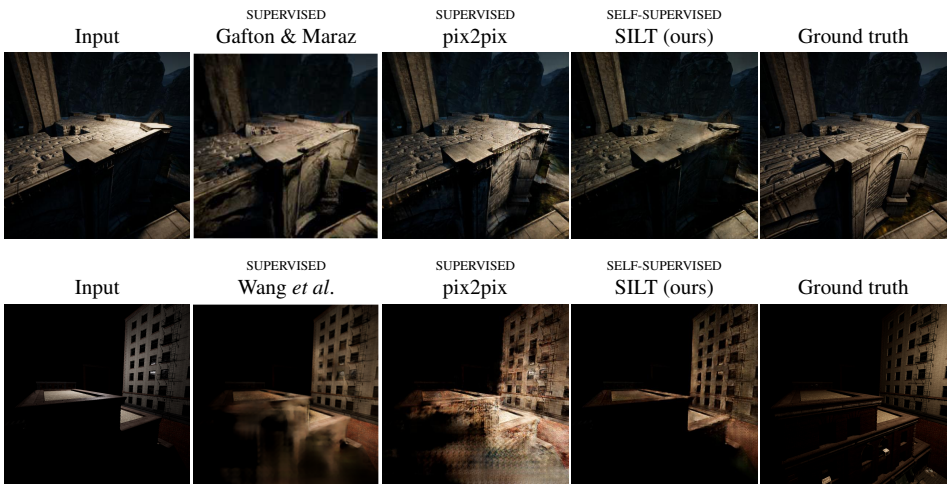 SUPERVISED SUPERVISED SELF-SUPERVISED
Input Gafton & Maraz pix2pix SILT (ours) Ground truth
SUPERVISED SUPERVISED SELF-SUPERVISED
Input Wang et al. pix2pix SILT (ours) Ground truth